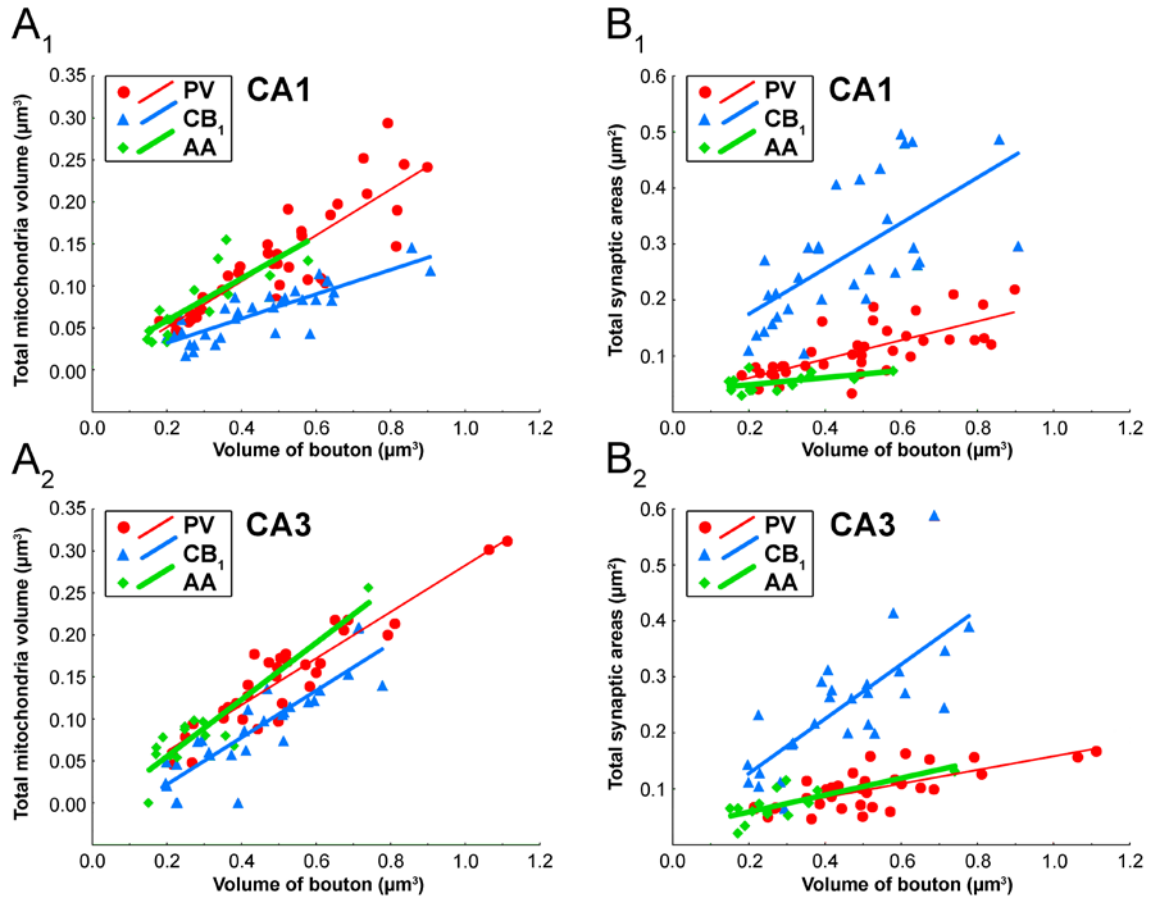 A1
CA1
PV
CB1
AA
Total mitochondria volume (µm³)
0.35
0.30
0.25
0.20
0.15
0.10
0.05
0.00
0.0 0.2 0.4 0.6 0.8 1.0 1.2
Volume of bouton (µm³)
B1
CA1
PV
CB1
AA
Total synaptic areas (µm²)
0.6
0.5
0.4
0.3
0.2
0.1
0.0 0.2 0.4 0.6 0.8 1.0 1.2
Volume of bouton (µm³)
A2
CA3
PV
CB1
AA
Total mitochondria volume (µm³)
0.35
0.30
0.25
0.20
0.15
0.10
0.05
0.00
0.0 0.2 0.4 0.6 0.8 1.0 1.2
Volume of bouton (µm³)
B2
CA3
PV
CB1
AA
Total synaptic areas (µm²)
0.6
0.5
0.4
0.3
0.2
0.1
0.0 0.2 0.4 0.6 0.8 1.0 1.2
Volume of bouton (µm³)